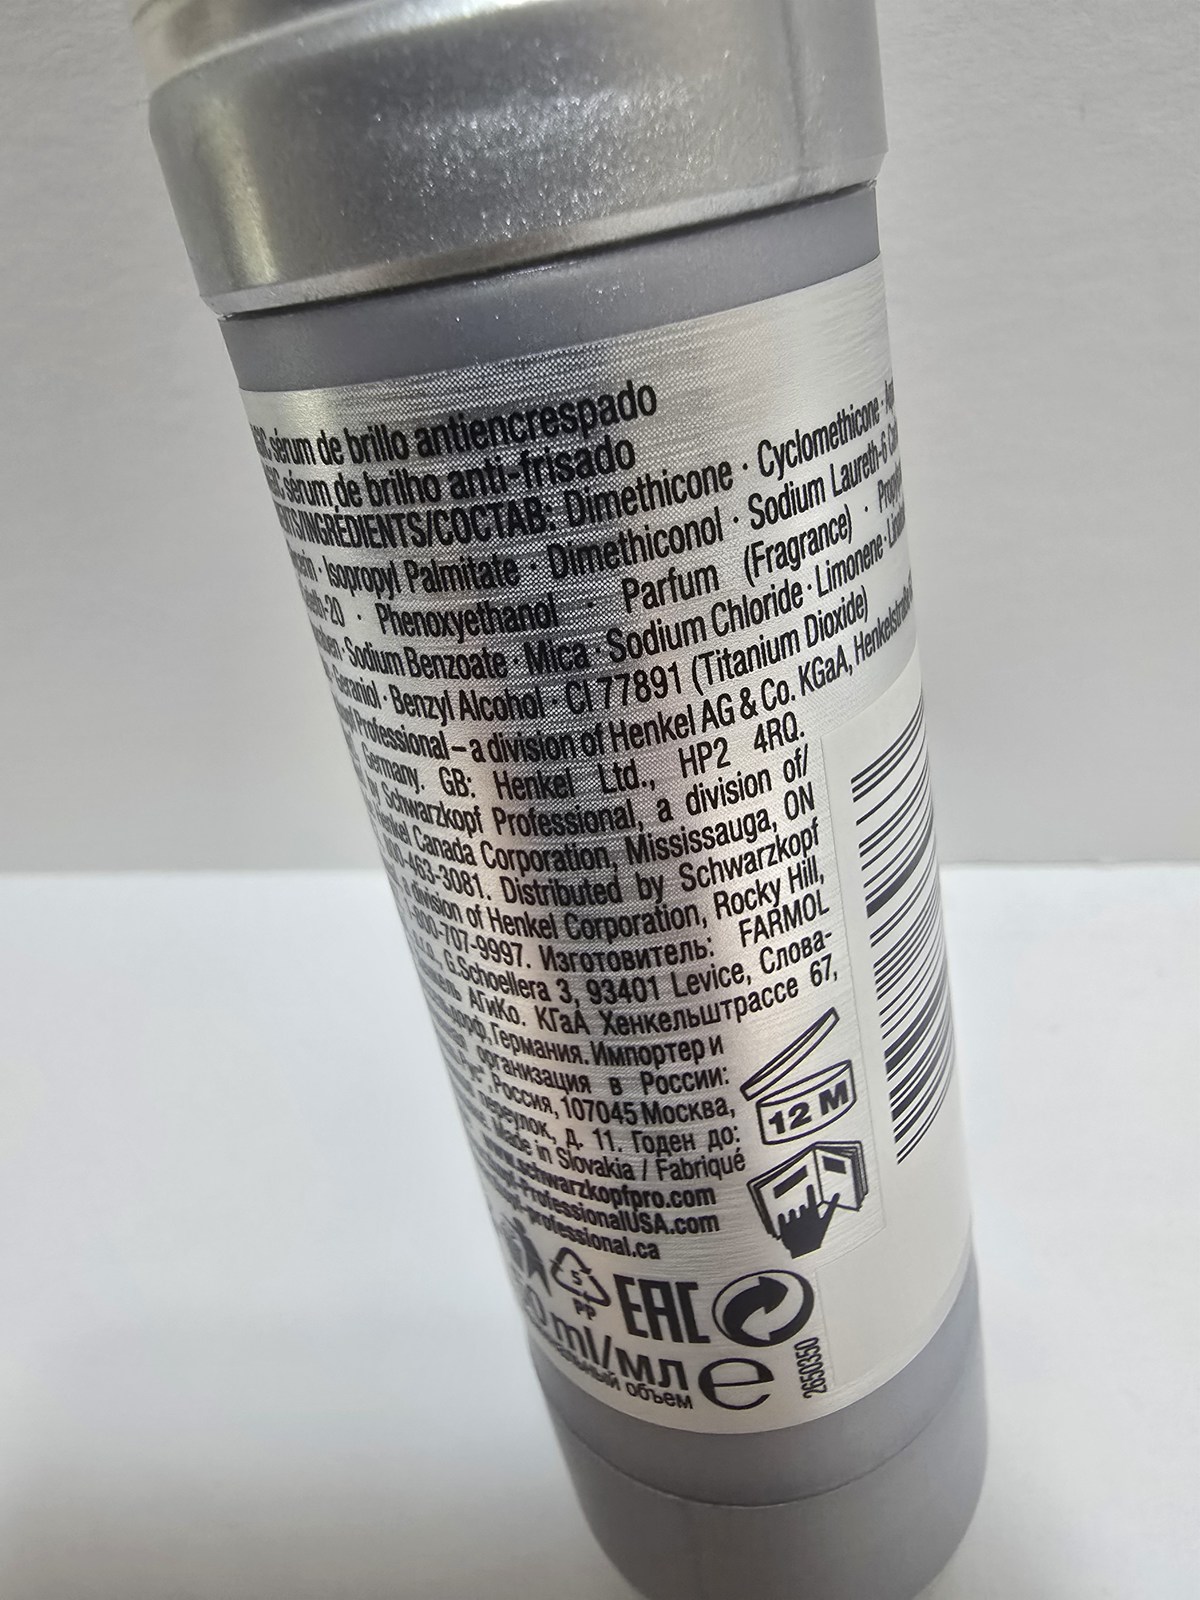 sérum de brillo antiencrespado
sérum de brilho anti-frisado
INGRÉDIENTS/СОСТАВ: Dimethicone · Cyclomethicone ·
Isopropyl Palmitate · Dimethiconol · Sodium Laureth-6
· Phenoxyethanol · Parfum (Fragrance) ·
Sodium Benzoate · Mica · Sodium Chloride · Limonene ·
Geraniol · Benzyl Alcohol · CI 77891 (Titanium Dioxide)
Professional – a division of Henkel AG & Co. KGaA,
Germany. GB: Henkel Ltd., HP2 4RQ.
by Schwarzkopf Professional, a division of/
Canada Corporation, Mississauga, ON
463-3081. Distributed by Schwarzkopf
a division of Henkel Corporation, Rocky Hill,
1-800-707-9997. Изготовитель: FARMOL
G.Schoellera 3, 93401 Levice, Слова-
АГиКо. КГаА Хенкельштрассе 67,
Германия. Импортер и
организация в России:
Россия, 107045 Москва,
переулок, д. 11. Годен до:
Made in Slovakia / Fabriqué
www.schwarzkopfpro.com
ProfessionalUSA.com
professional.ca
12 M
5
PP
EAC
ml/мл
объем
e
2650350